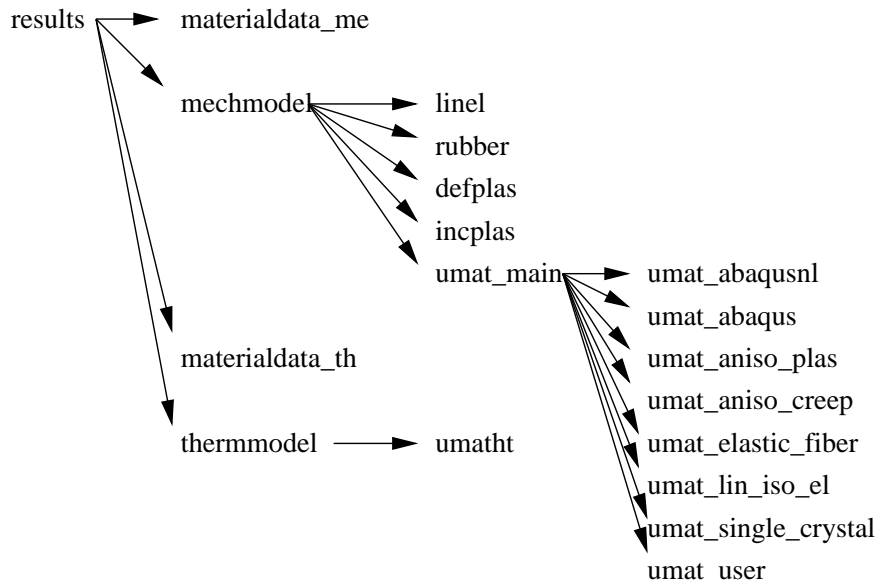 results
materialdata_me
mechmodel
linel
rubber
defplas
incplas
umat_main
umat_abaqusnl
umat_abaqus
umat_aniso_plas
materialdata_th
umat_aniso_creep
thermmodel
umatht
umat_elastic_fiber
umat_lin_iso_el
umat_single_crystal
umat_user